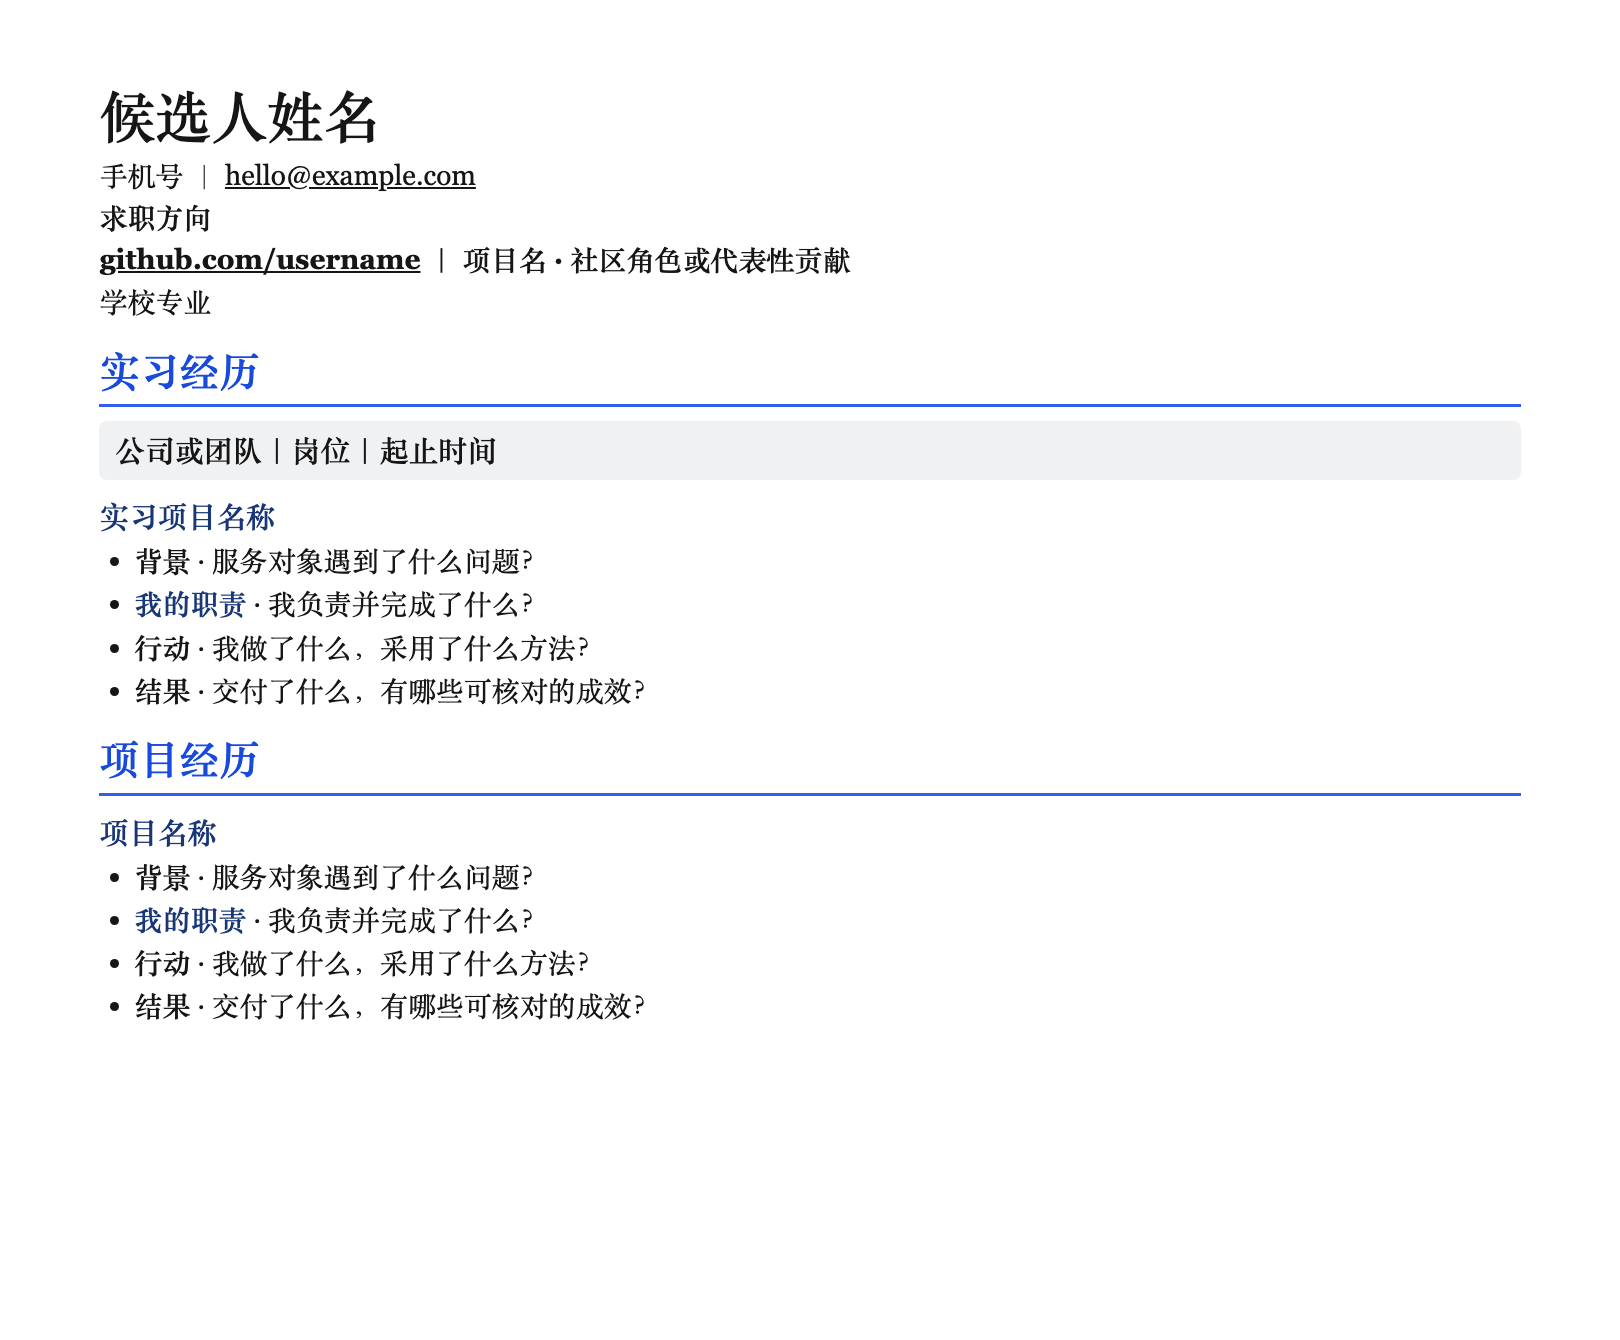 候选人姓名
手机号 | hello@example.com
求职方向
github.com/username | 项目名 · 社区角色或代表性贡献
学校专业
实习经历
公司或团队 | 岗位 | 起止时间
实习项目名称
• 背景 · 服务对象遇到了什么问题?
• 我的职责 · 我负责并完成了什么?
• 行动 · 我做了什么，采用了什么方法?
• 结果 · 交付了什么，有哪些可核对的成效?
项目经历
项目名称
• 背景 · 服务对象遇到了什么问题?
• 我的职责 · 我负责并完成了什么?
• 行动 · 我做了什么，采用了什么方法?
• 结果 · 交付了什么，有哪些可核对的成效?